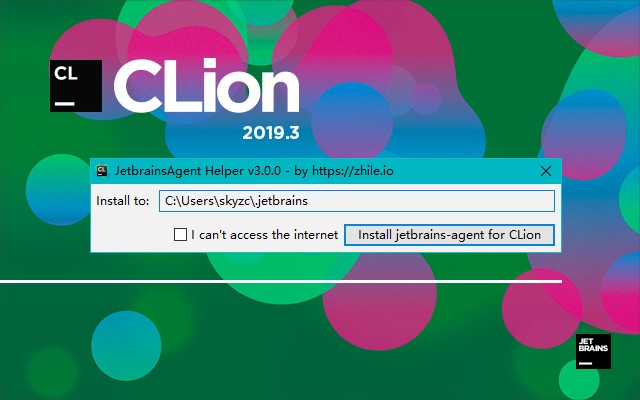 CL
CLion
2019.3
CL
JetbrainsAgent Helper v3.0.0 - by https://zhile.io
Install to:
C:\Users\skyzc\.jetbrains
I can't access the internet
Install jetbrains-agent for CLion
JET
BRAINS